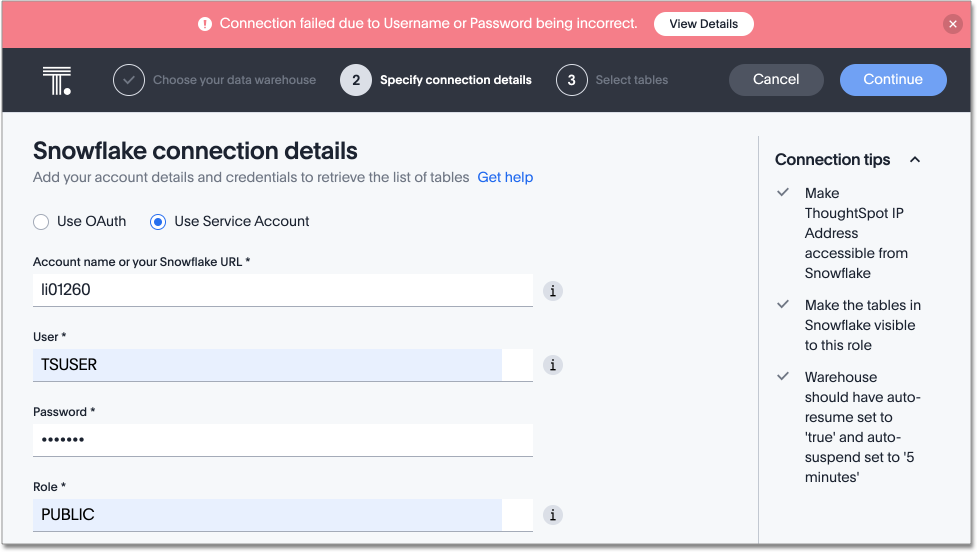 Connection failed due to Username or Password being incorrect. View Details
Choose your data warehouse 2 Specify connection details 3 Select tables Cancel Continue
Snowflake connection details
Add your account details and credentials to retrieve the list of tables Get help
Use OAuth Use Service Account
Account name or your Snowflake URL *
li01260
User *
TSUSER
Password *
•••••••
Role *
PUBLIC
Connection tips
Make
ThoughtSpot IP
Address
accessible from
Snowflake
Make the tables in
Snowflake visible
to this role
Warehouse
should have auto-
resume set to
'true' and auto-
suspend set to '5
minutes'